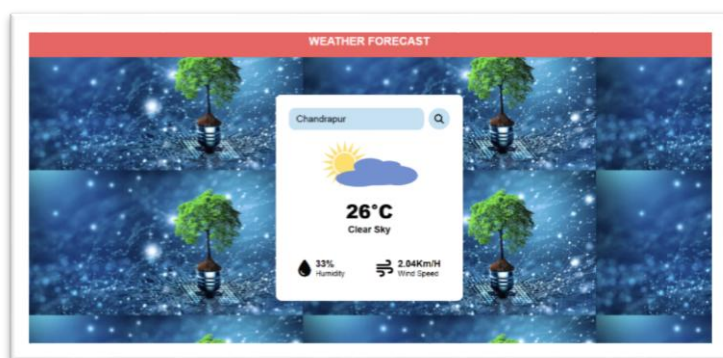 WEATHER FORECAST
Chandrapur
26°C
Clear Sky
33%
Humidity
2.04Km/H
Wind Speed